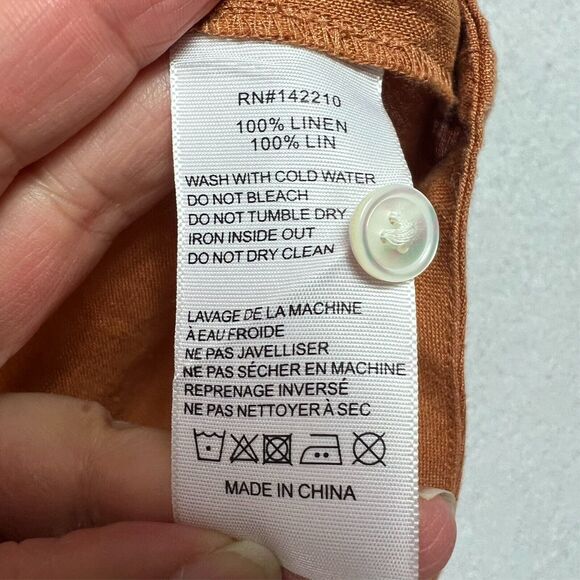 RN#142210
100% LINEN
100% LIN
WASH WITH COLD WATER
DO NOT BLEACH
DO NOT TUMBLE DRY
IRON INSIDE OUT
DO NOT DRY CLEAN
LAVAGE DE LA MACHINE
À EAU FROIDE
NE PAS JAVELLISER
NE PAS SÉCHER EN MACHINE
REPRENAGE INVERSÉ
NE PAS NETTOYER À SEC
MADE IN CHINA